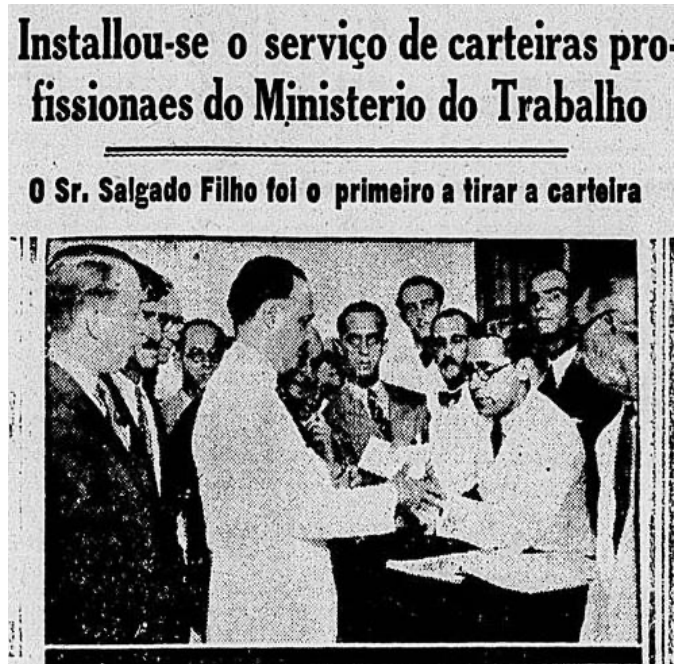 Installou-se o serviço de carteiras pro-
fissionaes do Ministerio do Trabalho
O Sr. Salgado Filho foi o primeiro a tirar a carteira